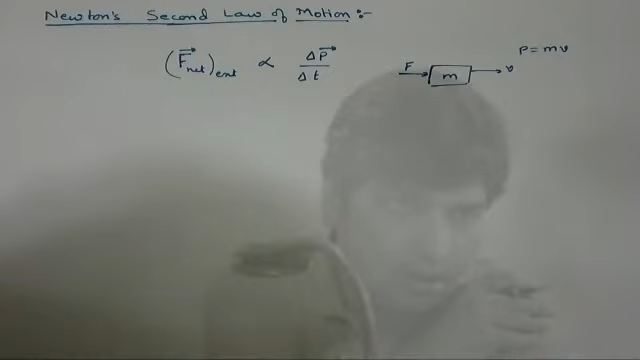 Newton's Second Law of Motion :-
(F⃗net)ext ∝ ΔP⃗/Δt
F m v P = mv